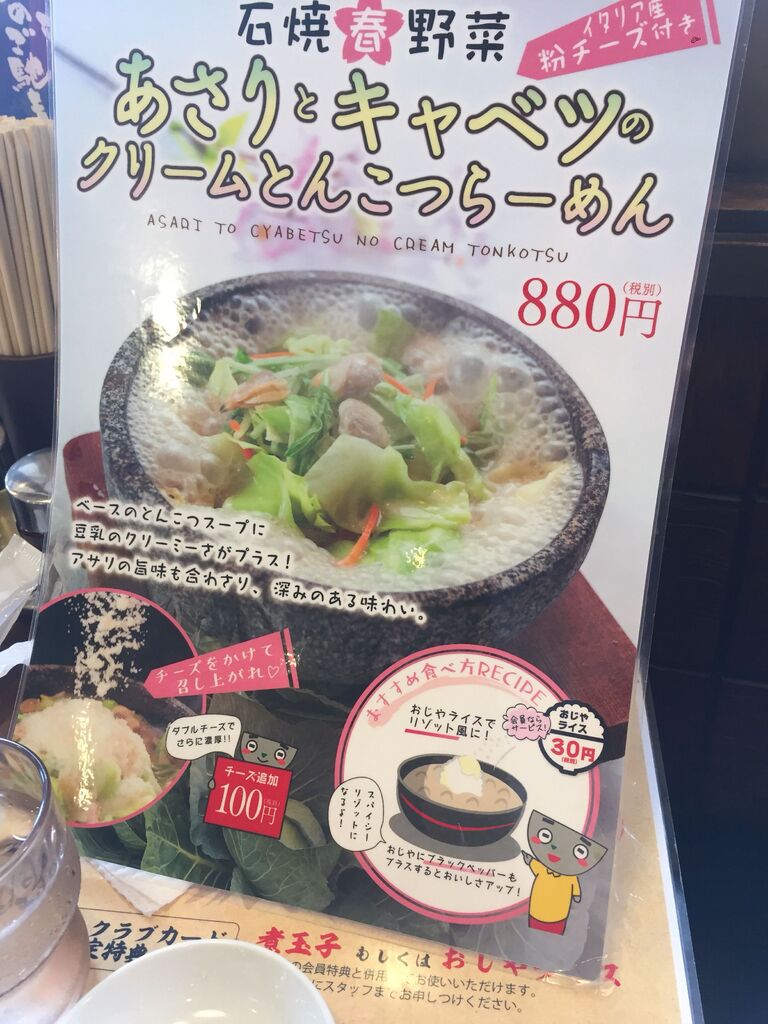 石焼春野菜
イタリア産
粉チーズ付き
あさりとキャベツの
クリームとんこつらーめん
ASARI TO CYABETSU NO CREAM TONKOTSU
880円
(税別)
ベースのとんこつスープに
豆乳のクリーミーさがプラス!
アサリの旨味も合わさり、深みのある味わい。
チーズをかけて
召し上がれ♡
ダブルチーズで
さらに濃厚!!
チーズ追加
100円
(税別)
おすすめ食べ方RECIPE
おじやライスで
リゾット風に!
会員なら
サービス!
おじや
ライス
30円
(税別)
スパイシー
リゾットに
なるよ!
おじやにブラックペッパーも
プラスするとおいしさアップ!
クラブカード
定特典
煮玉子 もしくは おじや ス
の会員特典と併用 お使いいただけます。
にスタッフまでお申しつけください。